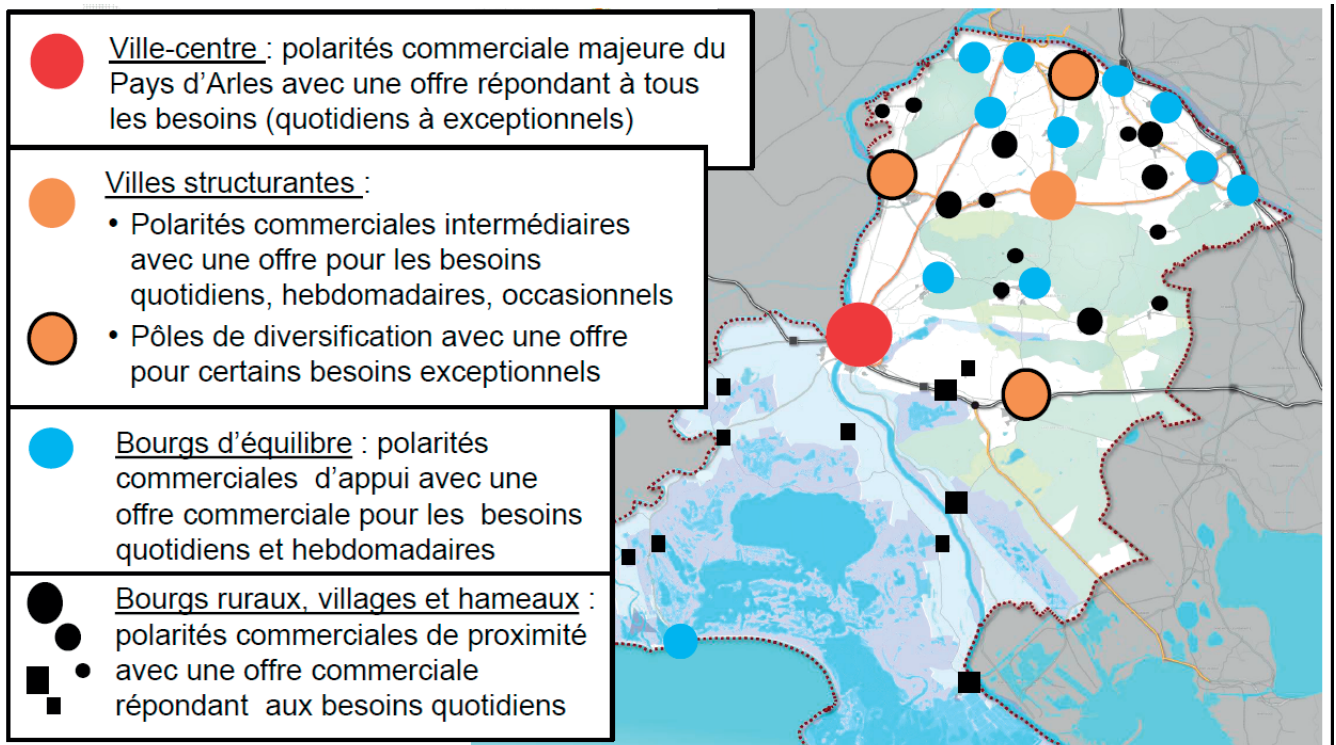 Ville-centre : polarités commerciale majeure du
Pays d'Arles avec une offre répondant à tous
les besoins (quotidiens à exceptionnels)
Villes structurantes :
• Polarités commerciales intermédiaires
avec une offre pour les besoins
quotidiens, hebdomadaires, occasionnels
• Pôles de diversification avec une offre
pour certains besoins exceptionnels
Bourgs d'équilibre : polarités
commerciales d'appui avec une
offre commerciale pour les besoins
quotidiens et hebdomadaires
Bourgs ruraux, villages et hameaux :
polarités commerciales de proximité
avec une offre commerciale
répondant aux besoins quotidiens